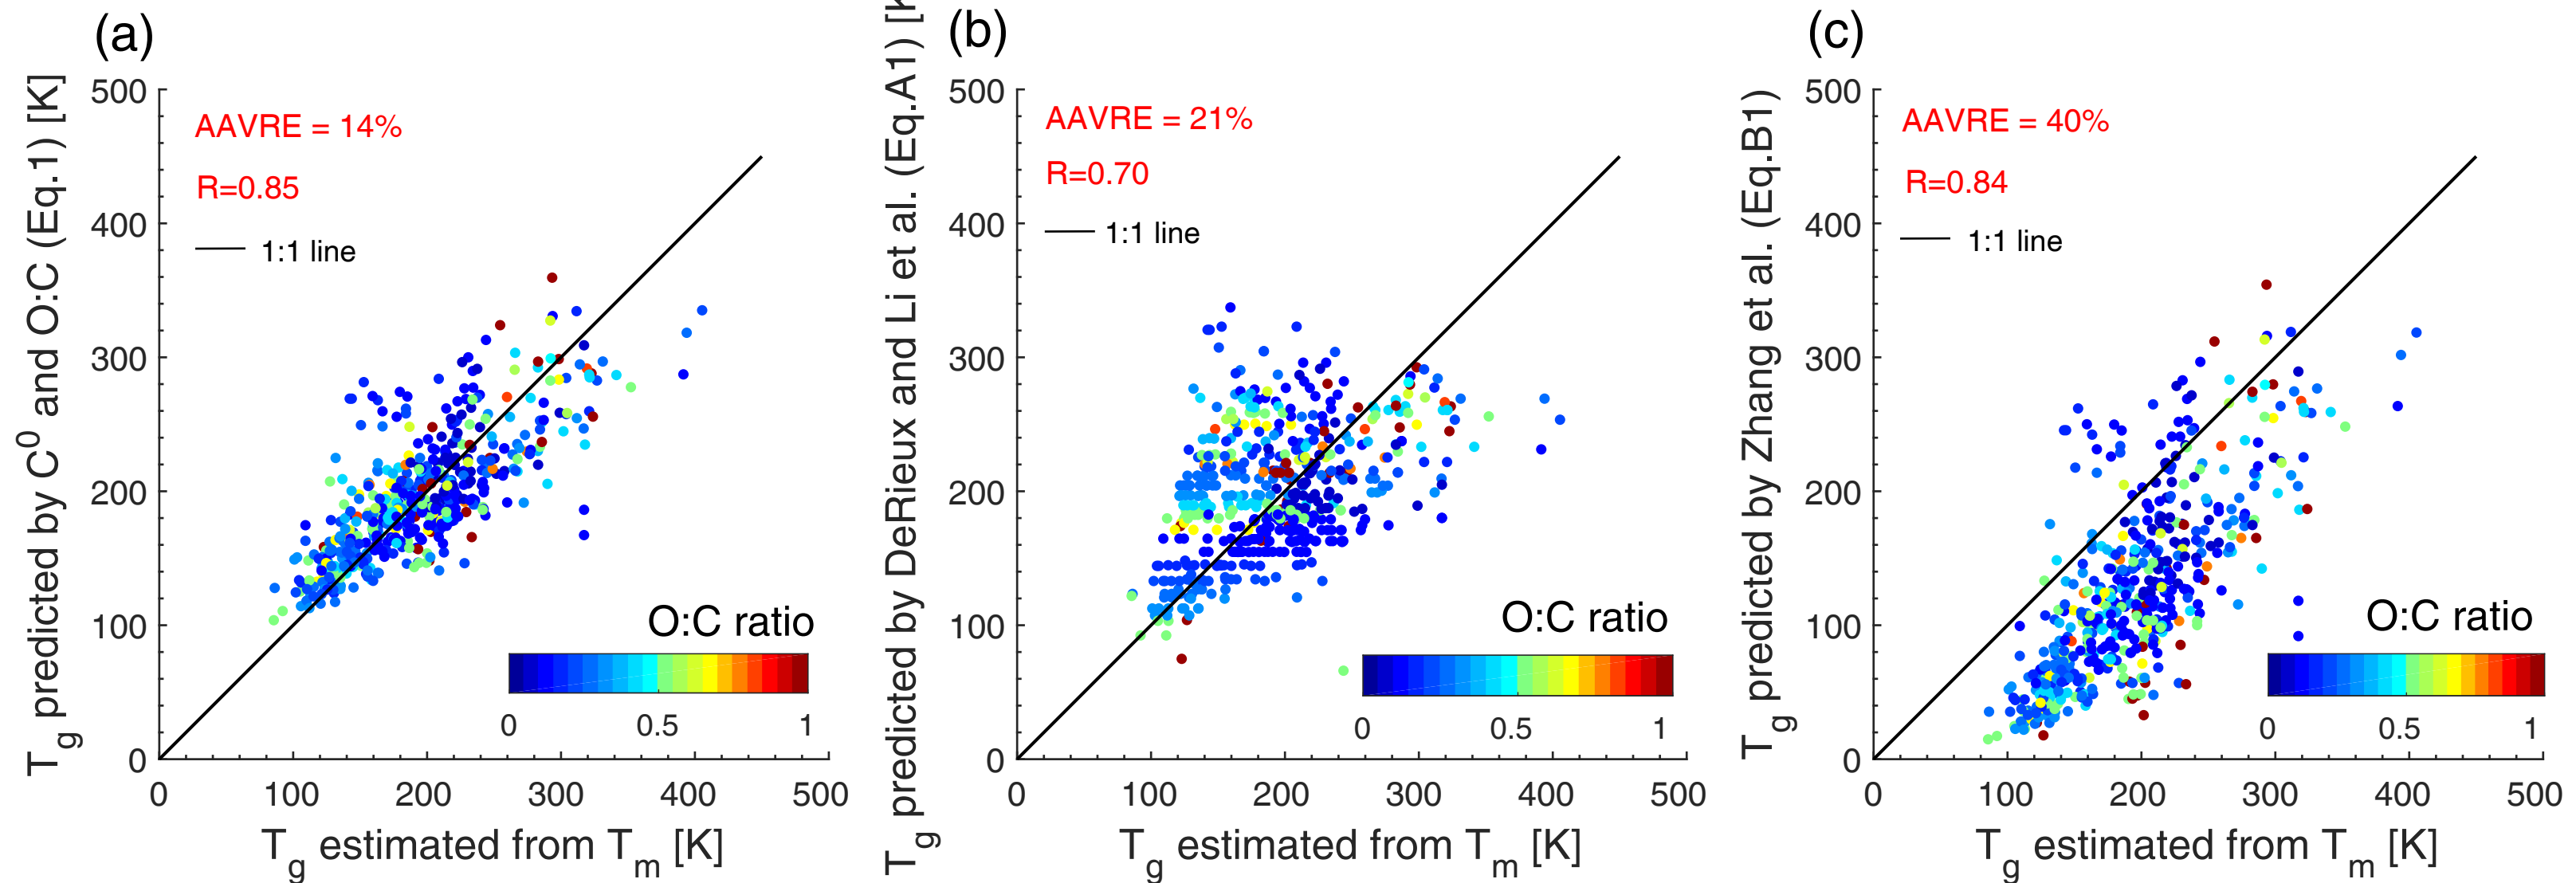 (a)
T_g predicted by C^0 and O:C (Eq.1) [K]
500
400
300
200
100
0
AAVRE = 14%
R=0.85
1:1 line
O:C ratio
0 0.5 1
0 100 200 300 400 500
T_g estimated from T_m [K]
(b)
T_g predicted by DeRieux and Li et al. (Eq.A1) [K
500
400
300
200
100
0
AAVRE = 21%
R=0.70
1:1 line
O:C ratio
0 0.5 1
0 100 200 300 400 500
T_g estimated from T_m [K]
(c)
T_g predicted by Zhang et al. (Eq.B1)
500
400
300
200
100
0
AAVRE = 40%
R=0.84
1:1 line
O:C ratio
0 0.5 1
0 100 200 300 400 500
T_g estimated from T_m [K]